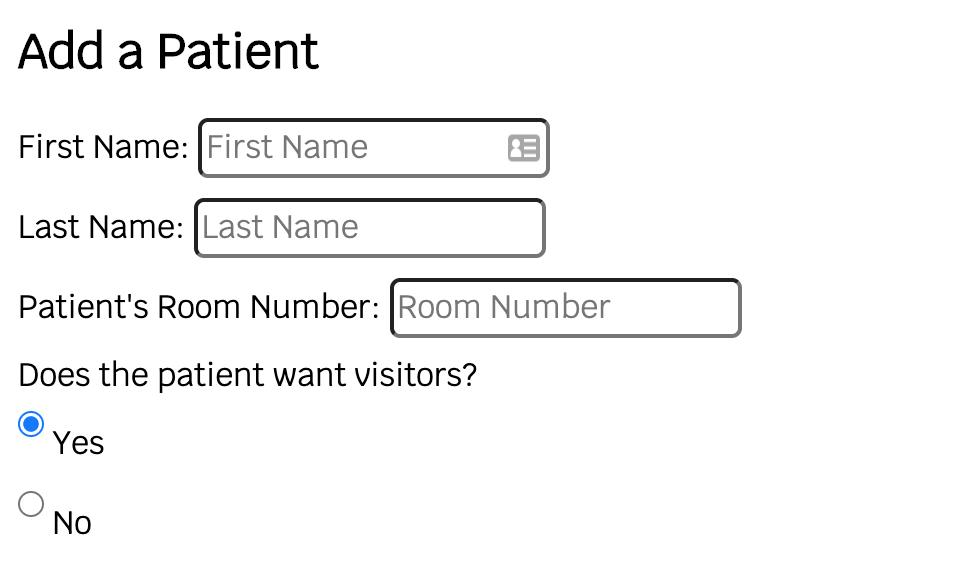 Add a Patient
First Name: First Name
Last Name: Last Name
Patient's Room Number: Room Number
Does the patient want visitors?
Yes
No